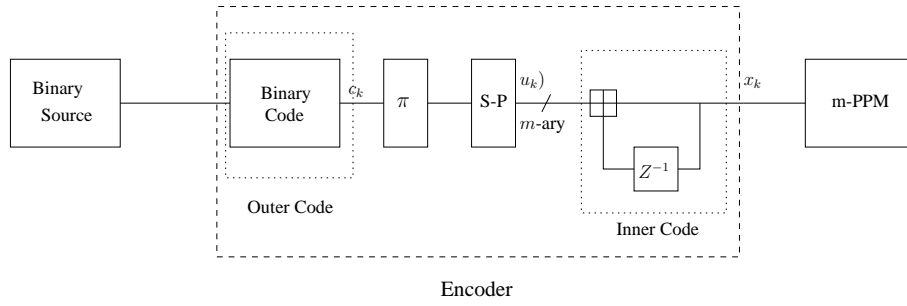 Binary
Source
Binary
Code
c_k
π
S-P
u_k)
m-ary
Z^{-1}
x_k
m-PPM
Outer Code
Inner Code
Encoder